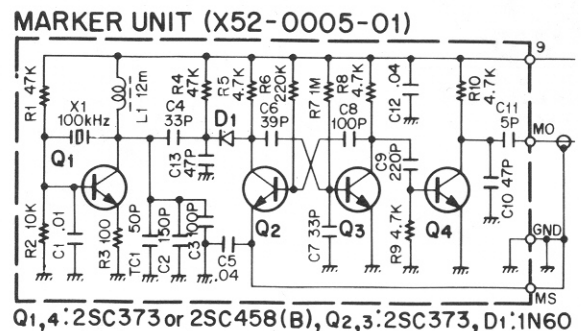 MARKER UNIT (X52-0005-01)
R1 47K
L1 12m
R4 47K
R5 4.7K
R6 220K
R7 1M
R8 4.7K
C12 .04
R10 4.7K
9
X1
100kHz
C4
33P
D1
C6
39P
C8
100P
C11
5P
MO
Q1
C13 47P
C9
220P
R2 10K
C1 .01
R3 100
TC1 50P
C2 150P
C3 100P
C5
.04
Q2
C7 33P
Q3
R9 4.7K
Q4
C10 47P
GND
MS
Q1,4:2SC373 or 2SC458(B), Q2,3:2SC373, D1:1N60